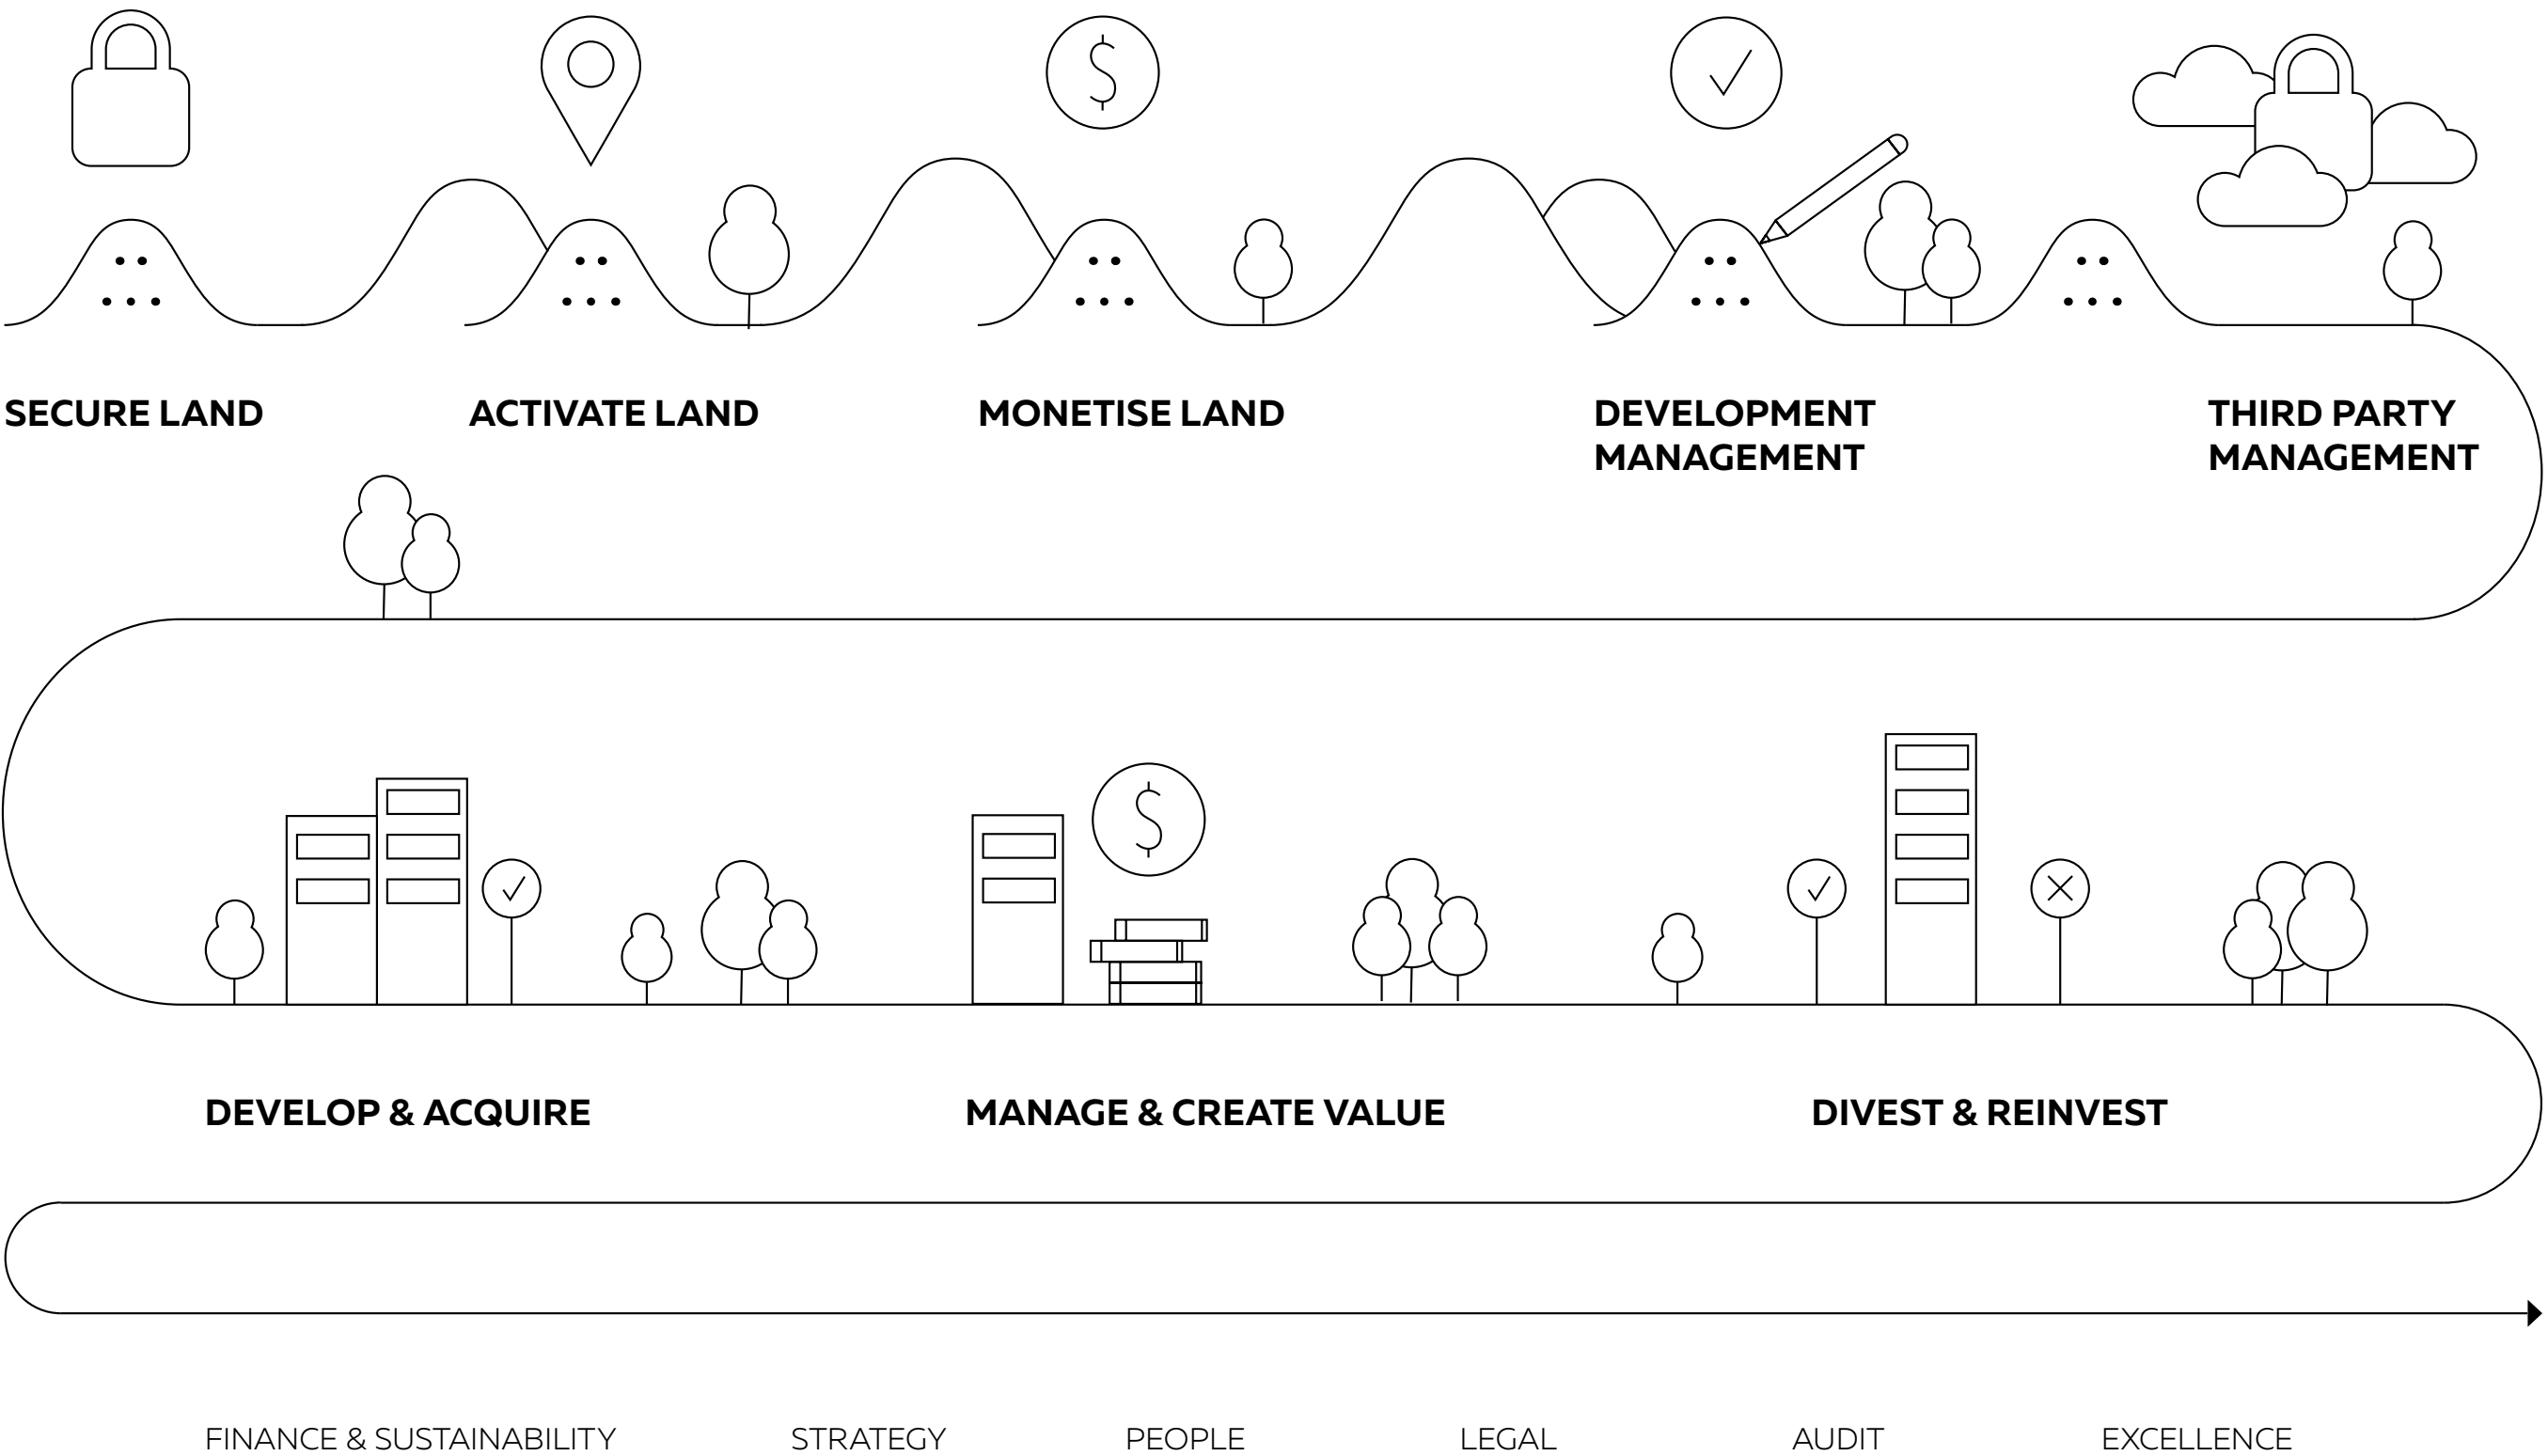 SECURE LAND
ACTIVATE LAND
MONETISE LAND
DEVELOPMENT
MANAGEMENT
THIRD PARTY
MANAGEMENT
DEVELOP & ACQUIRE
MANAGE & CREATE VALUE
DIVEST & REINVEST
FINANCE & SUSTAINABILITY
STRATEGY
PEOPLE
LEGAL
AUDIT
EXCELLENCE